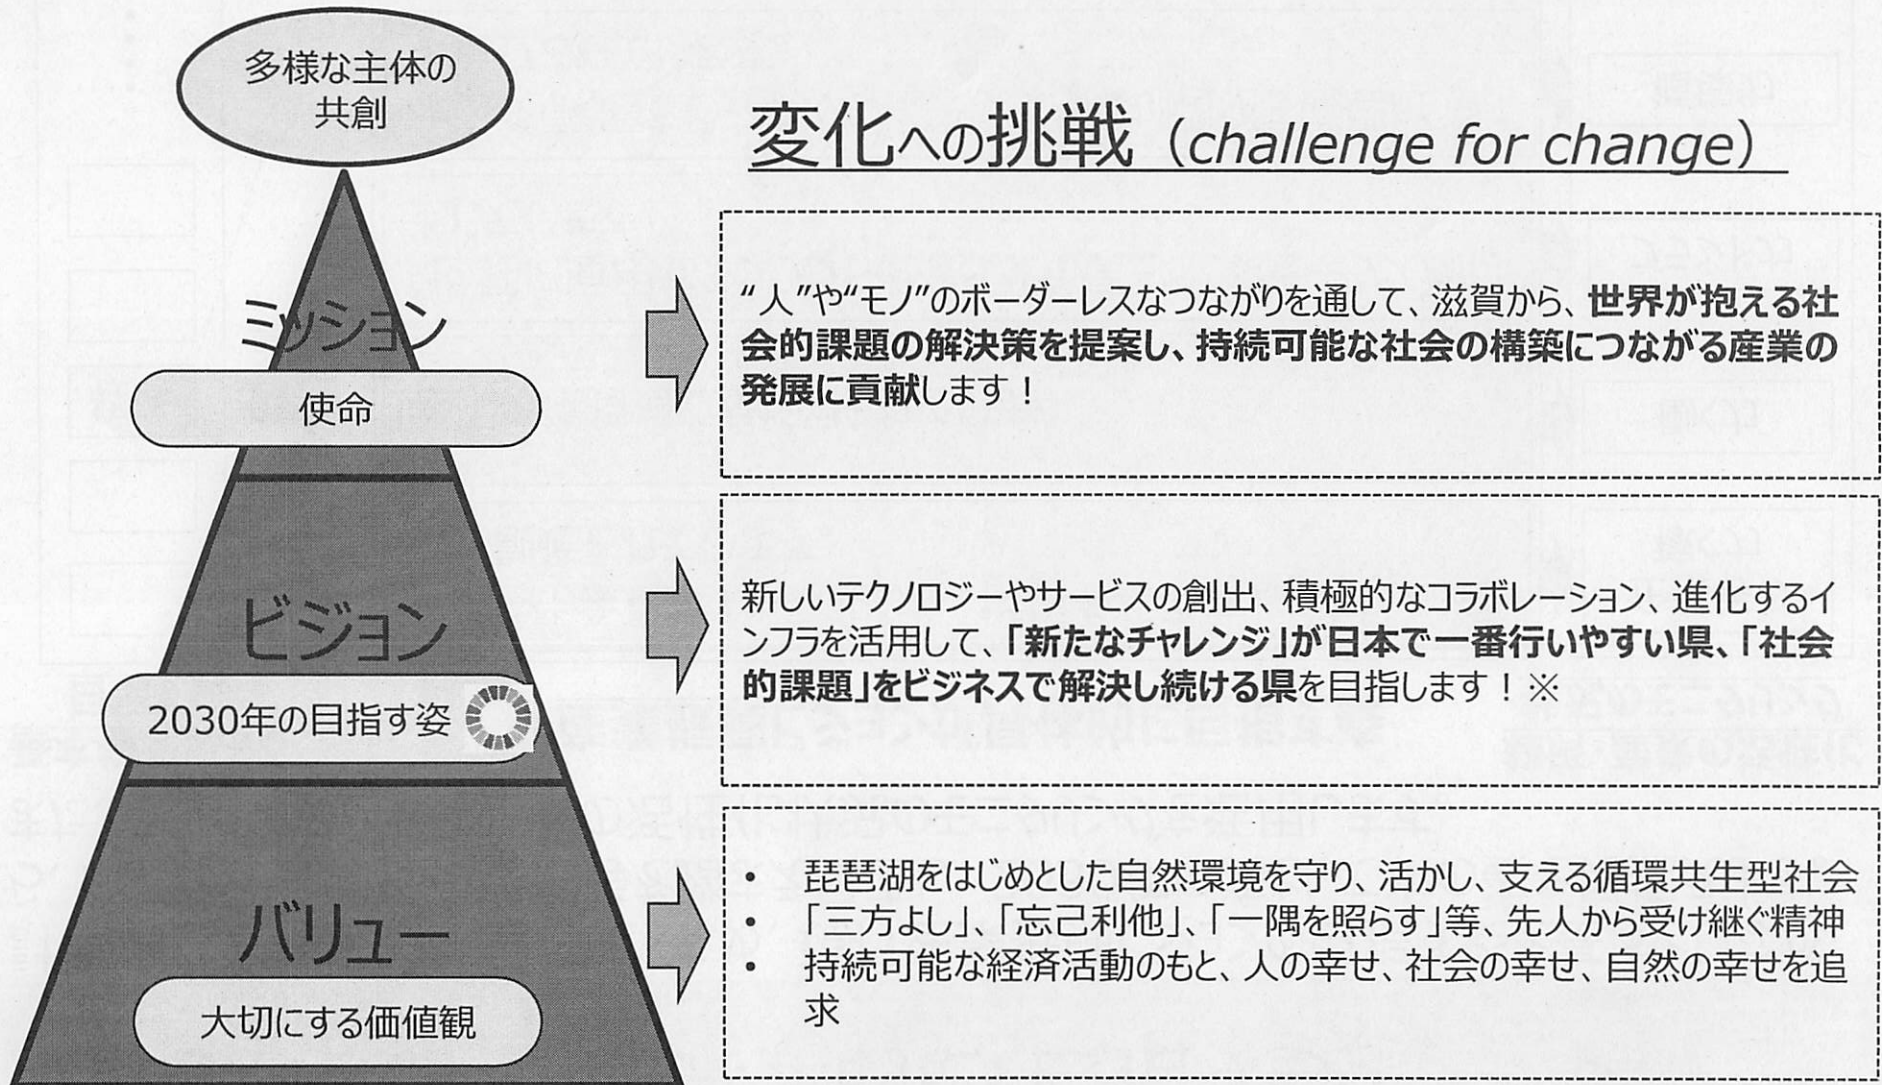 多様な主体の
共創
変化への挑戦（challenge for change）
ミッション
使命
“人”や“モノ”のボーダーレスなつながりを通して、滋賀から、世界が抱える社
会的課題の解決策を提案し、持続可能な社会の構築につながる産業の
発展に貢献します！
ビジョン
2030年の目指す姿
新しいテクノロジーやサービスの創出、積極的なコラボレーション、進化するイ
ンフラを活用して、「新たなチャレンジ」が日本で一番行いやすい県、「社会
的課題」をビジネスで解決し続ける県を目指します！※
バリュー
大切にする価値観
・ 琵琶湖をはじめとした自然環境を守り、活かし、支える循環共生型社会
・ 「三方よし」、「忘己利他」、「一隅を照らす」等、先人から受け継ぐ精神
・ 持続可能な経済活動のもと、人の幸せ、社会の幸せ、自然の幸せを追
求